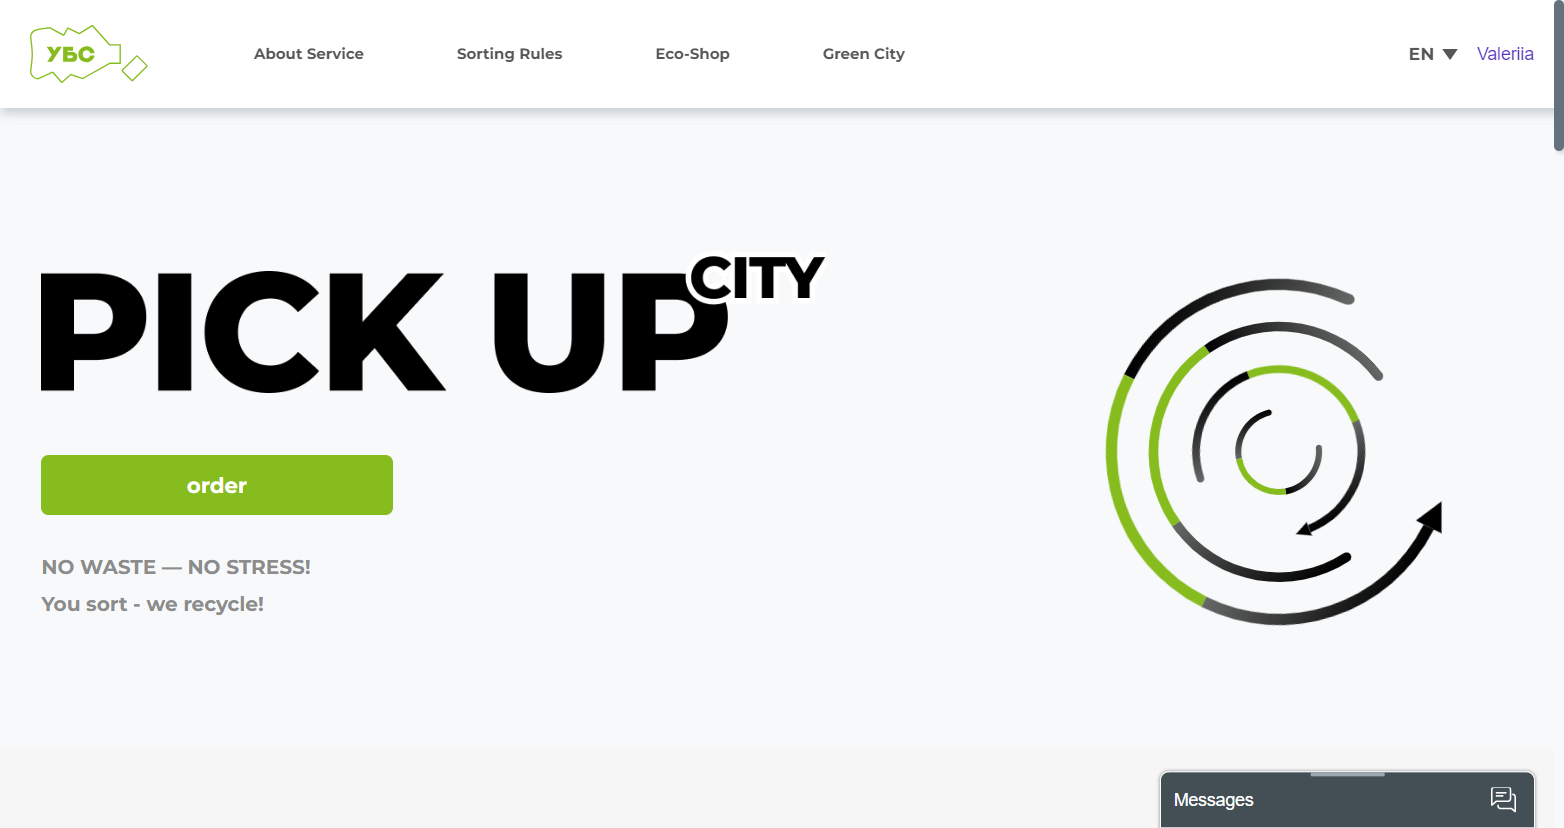 УБС
About Service
Sorting Rules
Eco-Shop
Green City
EN
Valeriia
PICK UP CITY
order
NO WASTE — NO STRESS!
You sort - we recycle!
Messages